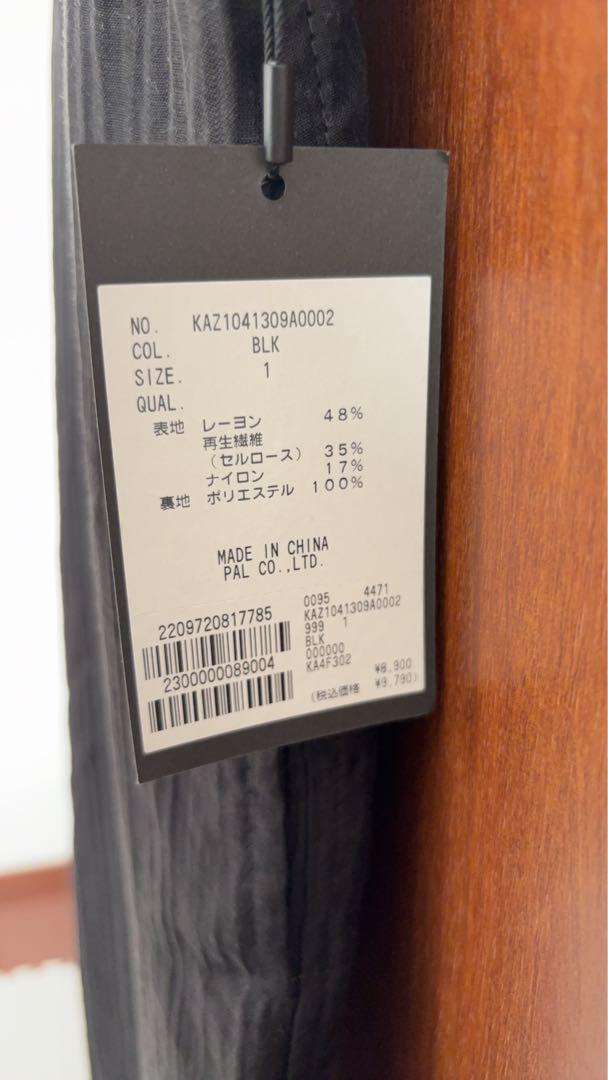 NO. KAZ1041309A0002
COL. BLK
SIZE. 1
QUAL.
表地 レーヨン 48%
再生繊維
(セルロース) 35%
ナイロン 17%
裏地 ポリエステル 100%
MADE IN CHINA
PAL CO.,LTD.
2209720817785
2300000089004
0095 4471
KAZ1041309A0002
999 1
BLK
000000
KA4F302
¥8,900
(税込価格 ¥9,790)